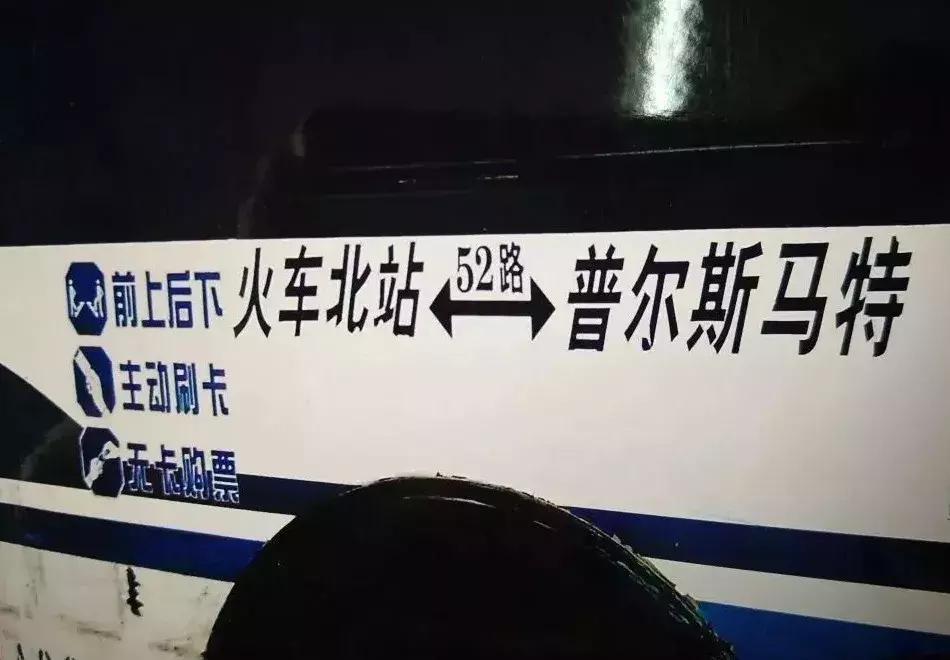 前上后下
主动刷卡
无卡购票
火车北站
52路
普尔斯马特